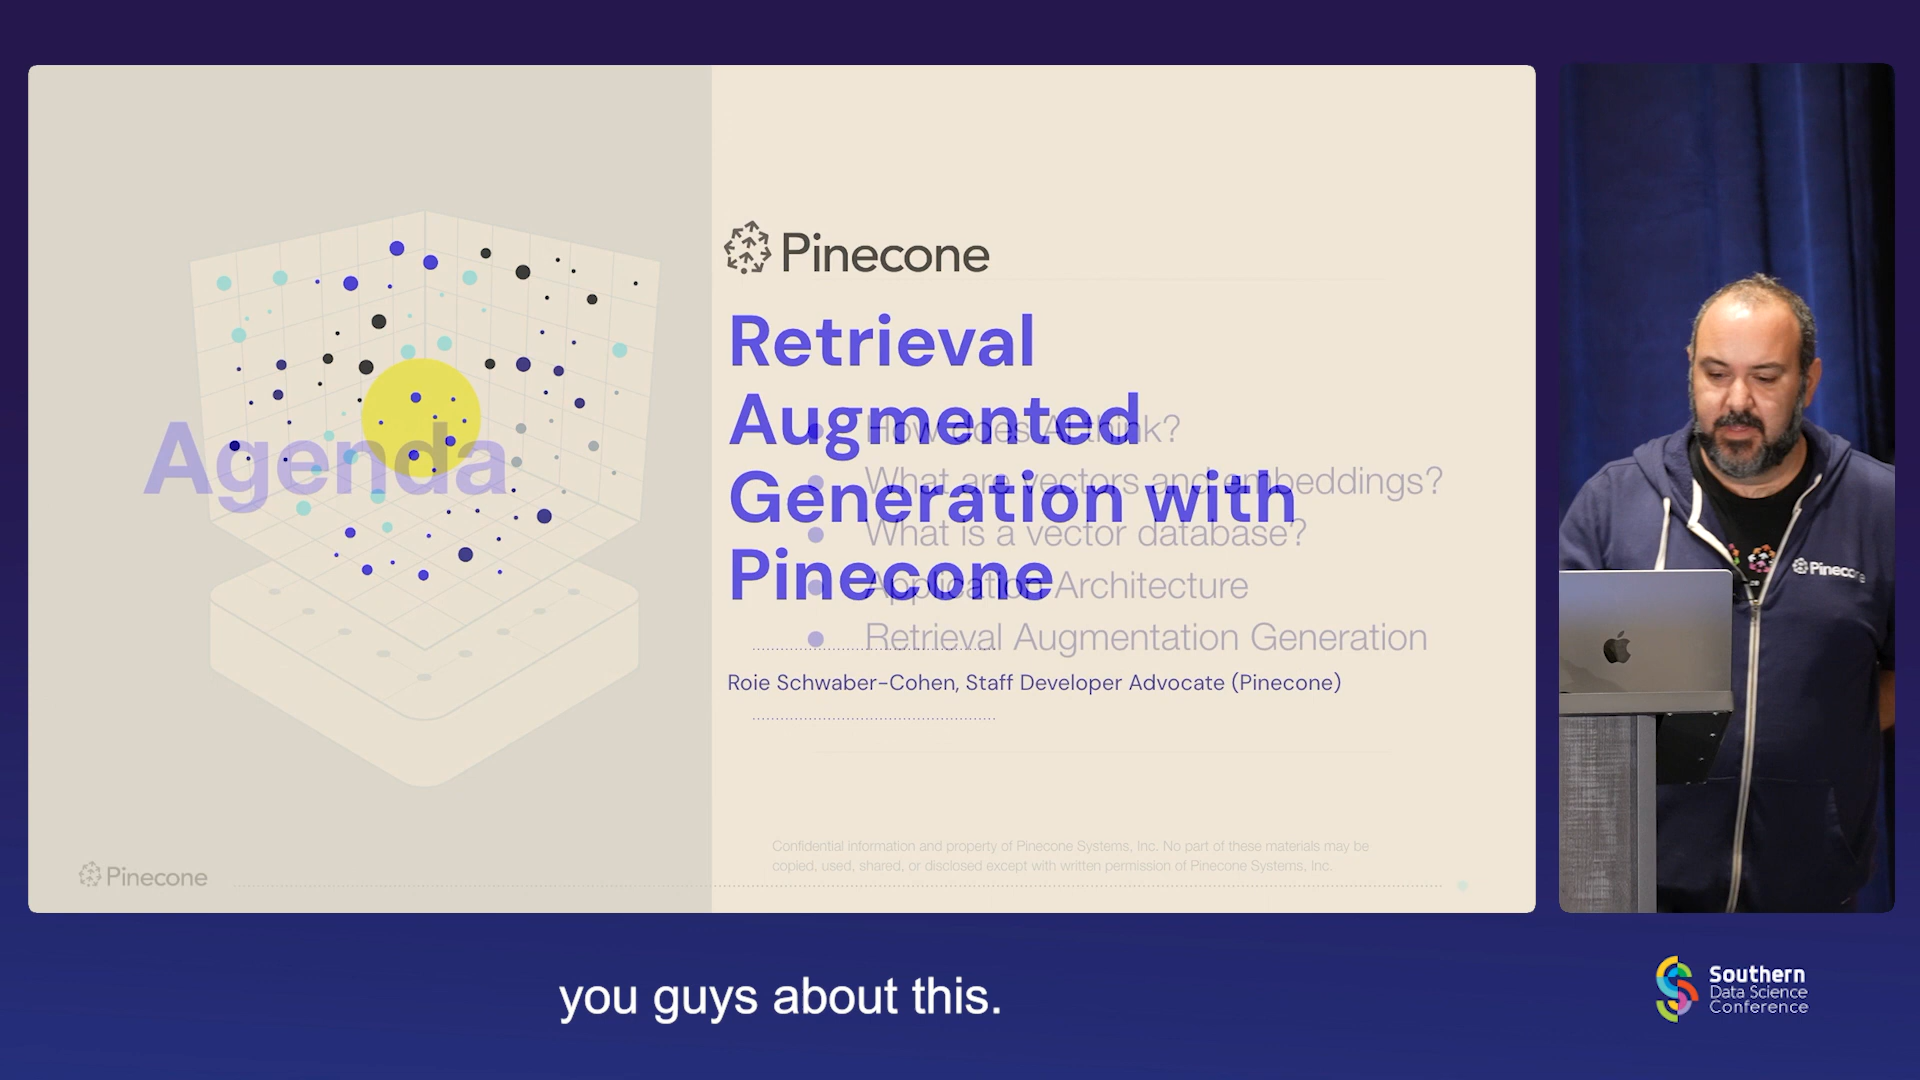 Pinecone
Retrieval
Augmented
Generation with
Pinecone
Agenda
How does AI think?
What are vectors and embeddings?
What is a vector database?
Application Architecture
Retrieval Augmentation Generation
Roie Schwaber-Cohen, Staff Developer Advocate (Pinecone)
Confidential information and property of Pinecone Systems, Inc. No part of these materials may be
copied, used, shared, or disclosed except with written permission of Pinecone Systems, Inc.
Pinecone
Pinecone
you guys about this.
Southern
Data Science
Conference